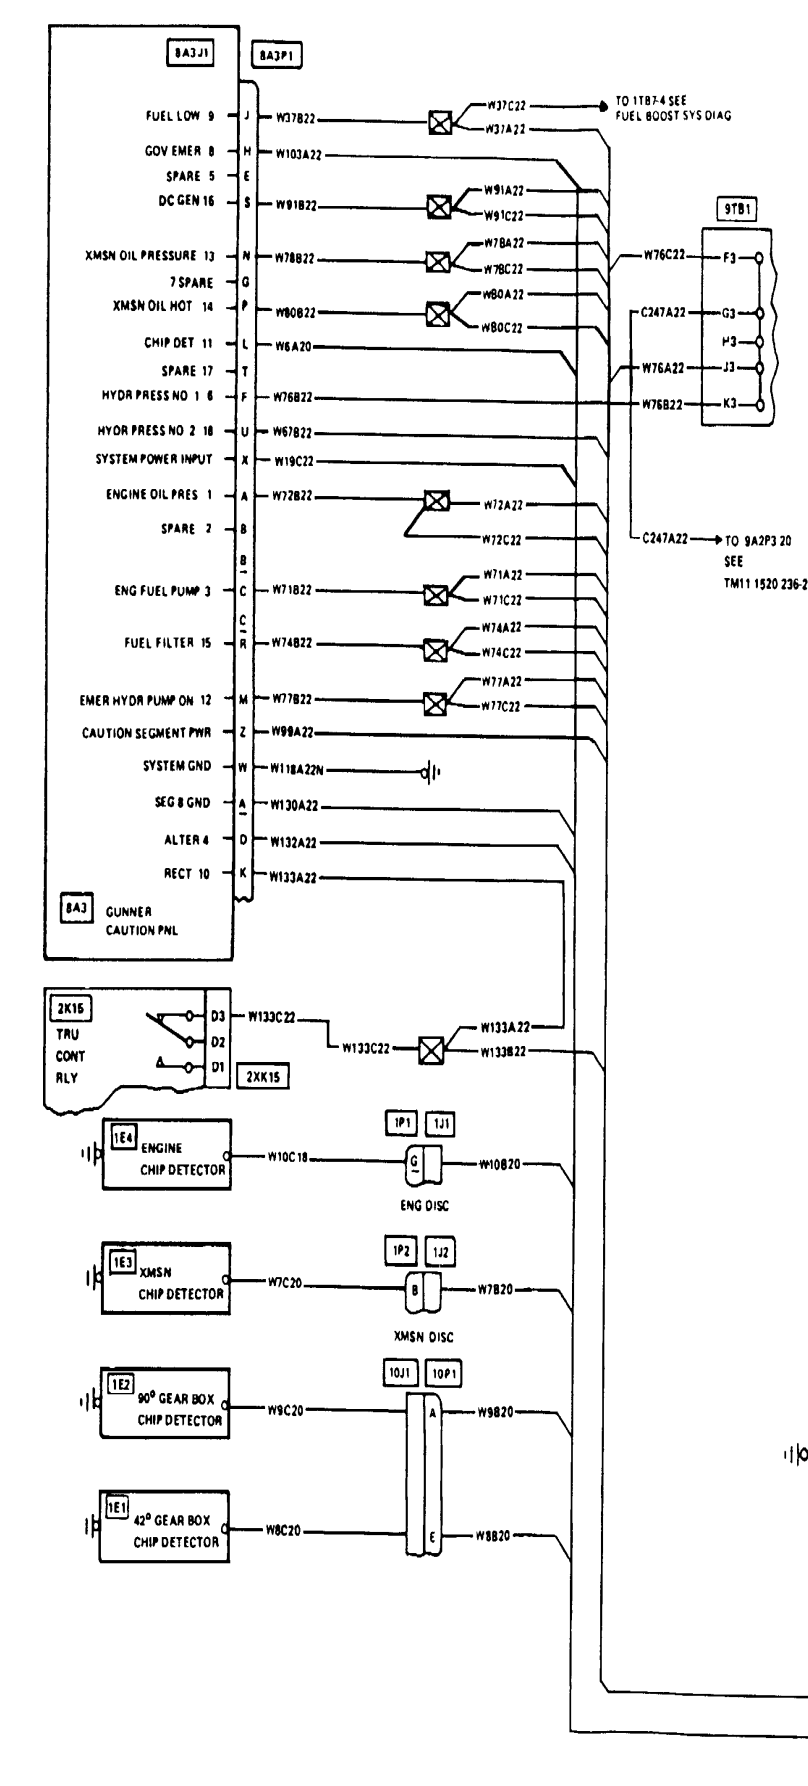 8A3J1 8A3P1
FUEL LOW 9 J W37B22 W37C22 TO 1TB7-4 SEE
FUEL BOOST SYS DIAG
W37A22
GOV EMER 8 H W103A22
SPARE 5 E
DC GEN 16 S W91B22 W91A22
W91C22
9TB1
XMSN OIL PRESSURE 13 N W78B22 W78A22
W78C22
W76C22 F3
7 SPARE G
XMSN OIL HOT 14 P W80B22 W80A22
W80C22
C247A22 G3
H3
CHIP DET 11 L W6A20
SPARE 17 T
W76A22 J3
HYDR PRESS NO 1 6 F W76B22 W76B22 K3
HYDR PRESS NO 2 18 U W67B22
SYSTEM POWER INPUT X W19C22
ENGINE OIL PRES 1 A W72B22 W72A22
SPARE 2 B W72C22
C247A22 TO 9A2P3 20
SEE
TM11 1520 236-2
B
ENG FUEL PUMP 3 C W71B22 W71A22
W71C22
C
FUEL FILTER 15 R W74B22 W74A22
W74C22
EMER HYDR PUMP ON 12 M W77B22 W77A22
W77C22
CAUTION SEGMENT PWR Z W99A22
SYSTEM GND W W118A22N
SEG 8 GND A W130A22
ALTER 4 D W132A22
RECT 10 K W133A22
8A3 GUNNER
CAUTION PNL
2K15
TRU
CONT
RLY
D3 W133C22
D2
D1
2XK15
W133C22 W133A22
W133B22
1P1 1J1
1E4 ENGINE
CHIP DETECTOR
W10C18 G W10B20
ENG DISC
1P2 1J2
1E3 XMSN
CHIP DETECTOR
W7C20 B W7B20
XMSN DISC
10J1 10P1
1E2 90° GEAR BOX
CHIP DETECTOR
W9C20 A W9B20
1E1 42° GEAR BOX
CHIP DETECTOR
W8C20 E W8B20